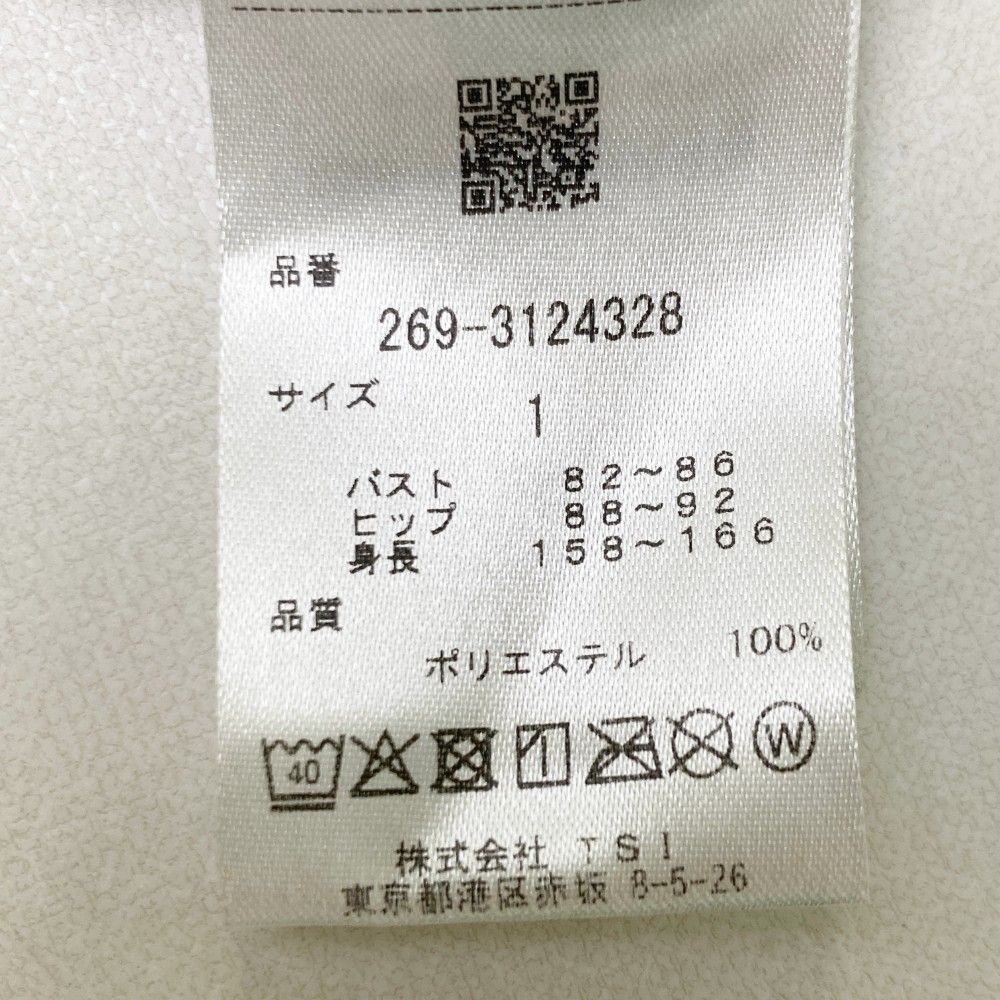 品番
269-3124328
サイズ 1
バスト 82～86
ヒップ 88～92
身長 158～166
品質
ポリエステル 100%
40 W
株式会社 TSI
東京都港区赤坂 8-5-26